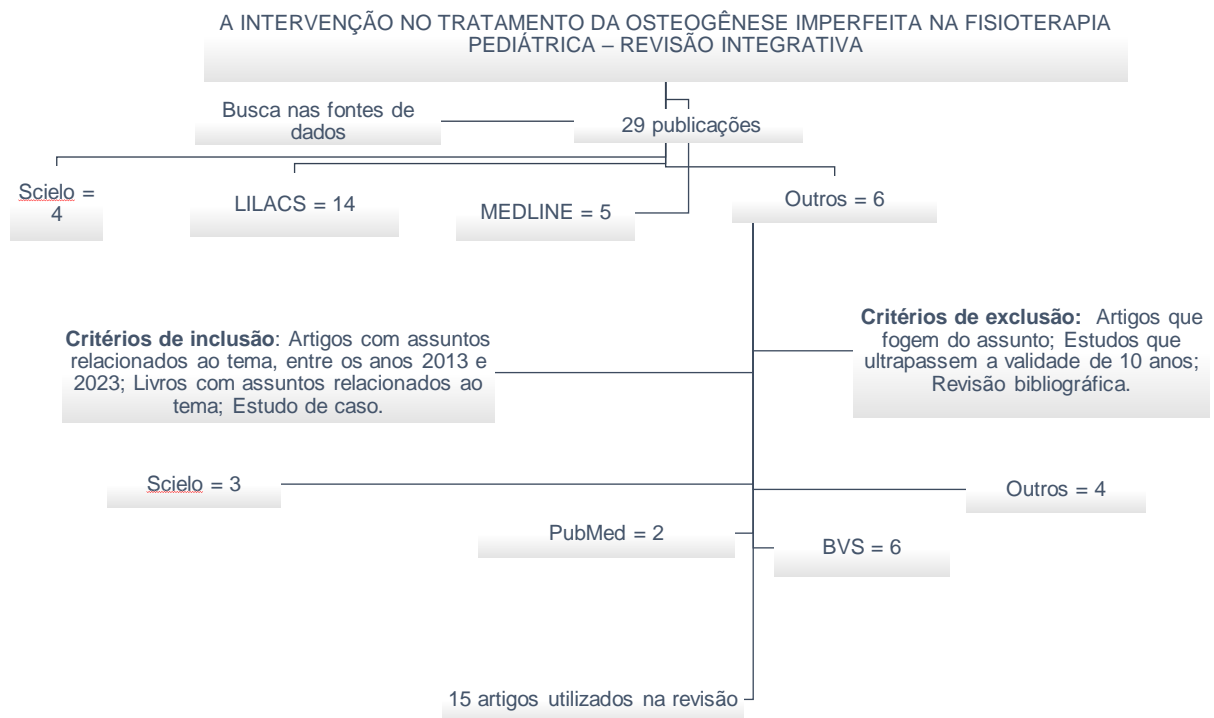 A INTERVENÇÃO NO TRATAMENTO DA OSTEOGÊNESE IMPERFEITA NA FISIOTERAPIA
PEDIÁTRICA – REVISÃO INTEGRATIVA
Busca nas fontes de
dados
29 publicações
Scielo =
4
LILACS = 14
MEDLINE = 5
Outros = 6
Critérios de inclusão: Artigos com assuntos
relacionados ao tema, entre os anos 2013 e
2023; Livros com assuntos relacionados ao
tema; Estudo de caso.
Critérios de exclusão: Artigos que
fogem do assunto; Estudos que
ultrapassem a validade de 10 anos;
Revisão bibliográfica.
Scielo = 3
Outros = 4
PubMed = 2
BVS = 6
15 artigos utilizados na revisão